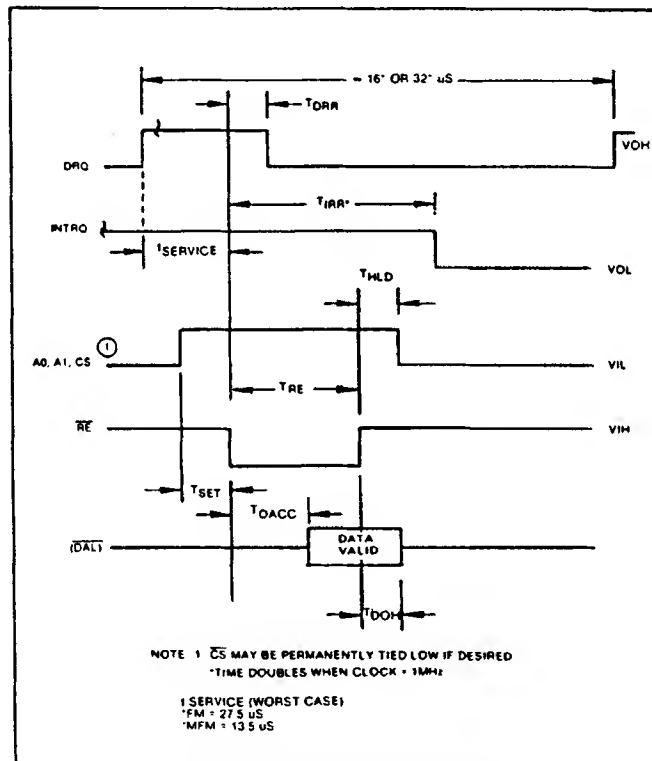 ≈ 16* OR 32* uS
TDRR
DRQ
VOH
TIRR*
INTRQ
tSERVICE
VOL
THLD
1
A0, A1, CS
VIL
TRE
RE
VIH
TSET
TDACC
(DAL)
DATA
VALID
TDOH
NOTE 1 CS MAY BE PERMANENTLY TIED LOW IF DESIRED
*TIME DOUBLES WHEN CLOCK = 1MHz
t SERVICE (WORST CASE)
*FM = 27.5 uS
*MFM = 13.5 uS